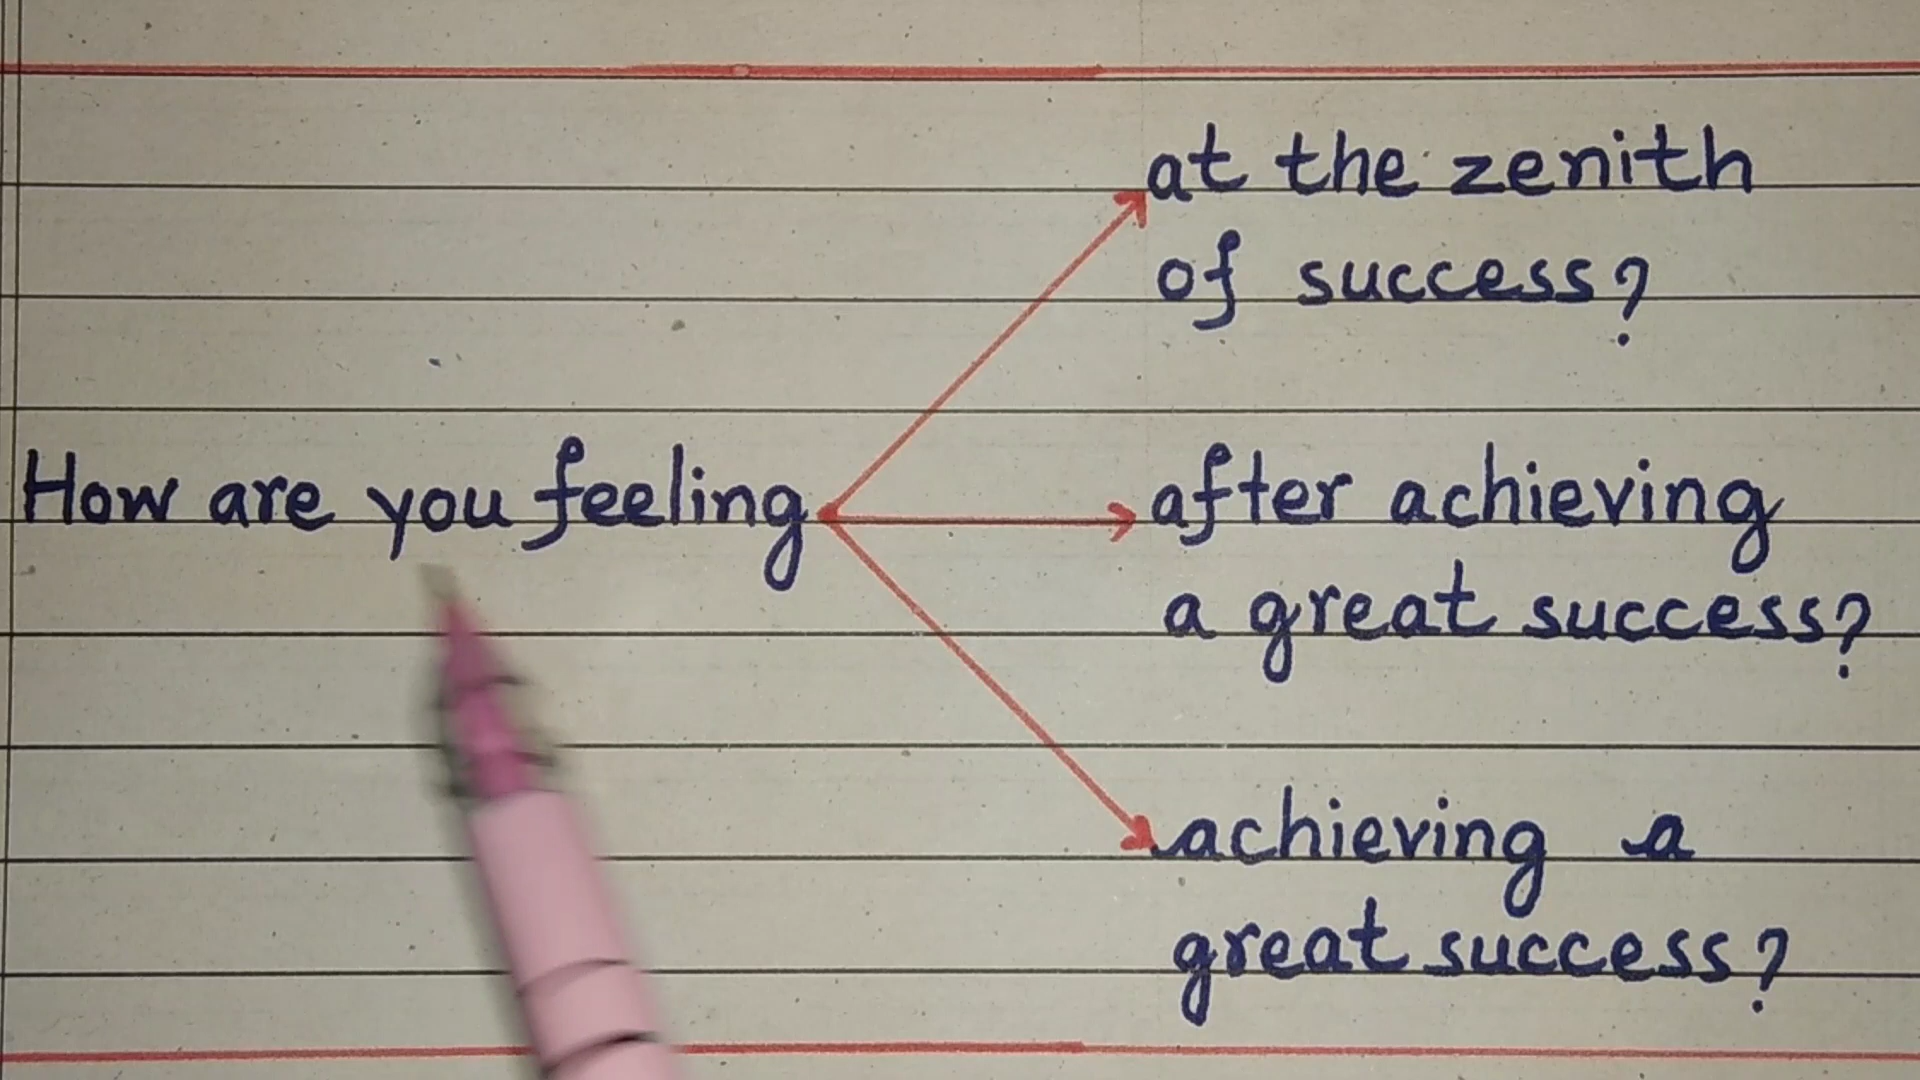 at the zenith
of success?
How are you feeling
after achieving
a great success?
achieving a
great success?